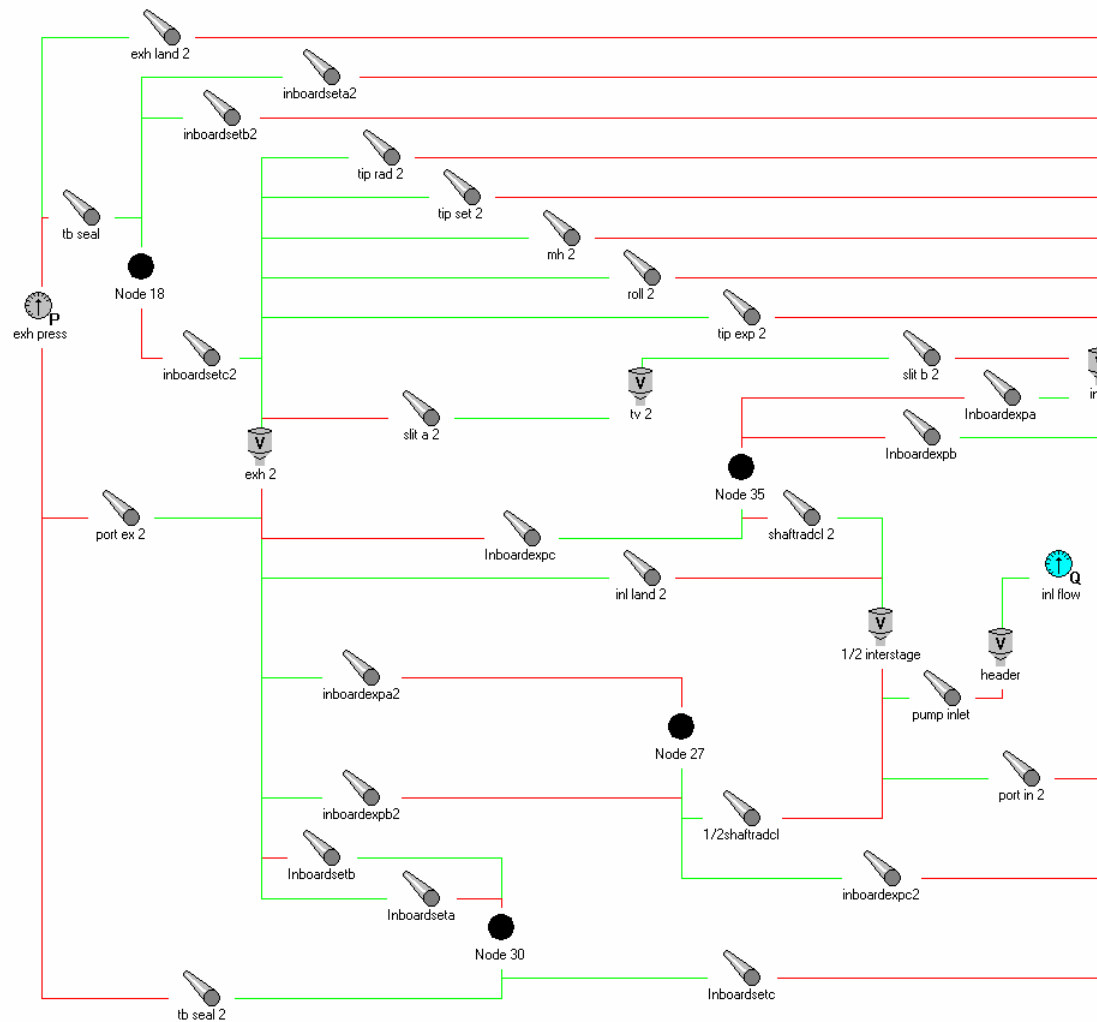 exh land 2
inboardseta2
inboardsetb2
tip rad 2
tip set 2
tb seal
mh 2
Node 18
roll 2
P
exh press
tip exp 2
inboardsetc2
slit b 2
V
tv 2
Inboardexpa
slit a 2
V
exh 2
Inboardexpb
Node 35
port ex 2
Inboardexpc
shaftradcl 2
Q
inl flow
inl land 2
V
1/2 interstage
V
header
inboardexpa2
pump inlet
Node 27
port in 2
inboardexpb2
1/2shaftradcl
Inboardsetb
inboardexpc2
Inboardseta
Node 30
Inboardsetc
tb seal 2